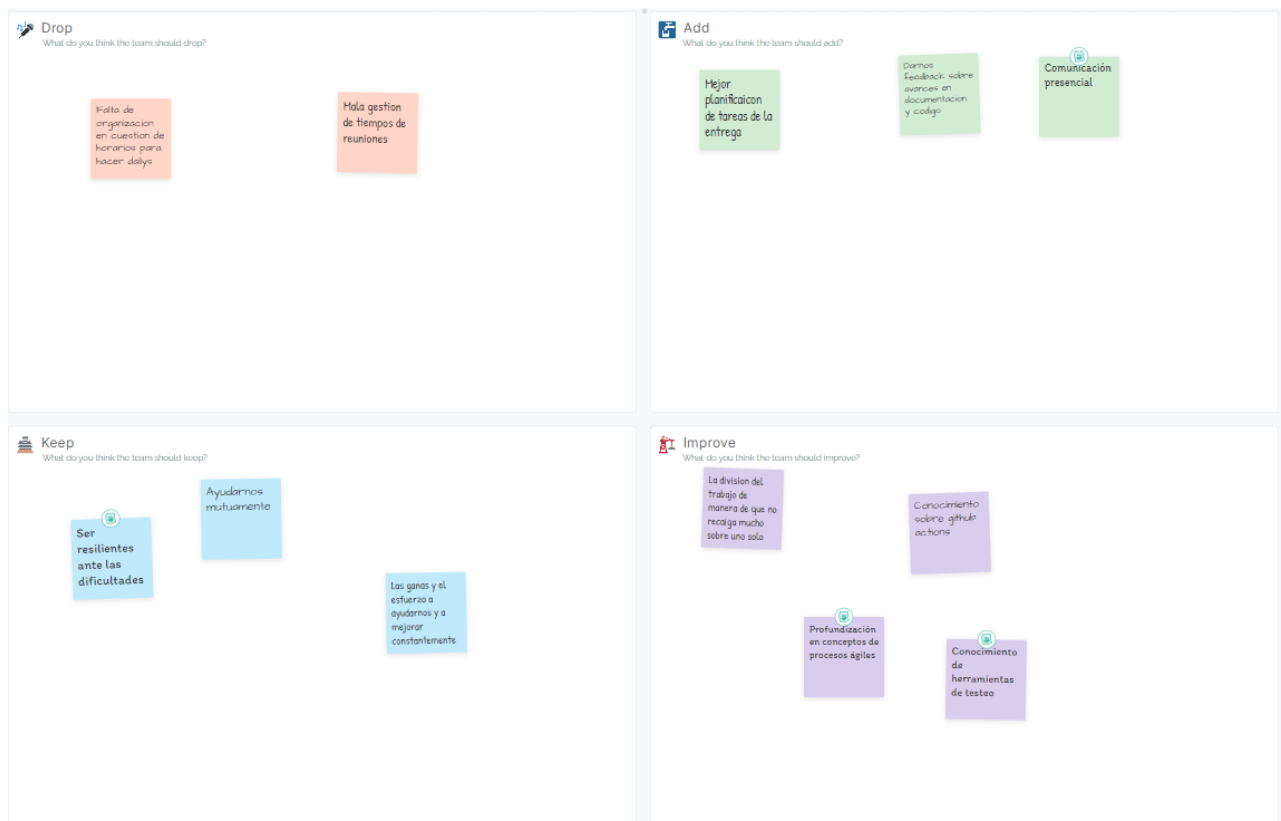 Drop
What do you think the team should drop?
Falta de
organizacion
en cuestion de
horarios para
hacer dailys
Mala gestion
de tiempos de
reuniones
Add
What do you think the team should add?
Mejor
planificaicon
de tareas de la
entrega
Darnos
feedback sobre
avances en
documentacion
y codigo
Comunicación
presencial
Keep
What do you think the team should keep?
Ser
resilientes
ante las
dificultades
Ayudarnos
mutuamente
Las ganas y el
esfuerzo a
ayudarnos y a
mejorar
constantemente
Improve
What do you think the team should improve?
La division del
trabajo de
manera de que no
recaiga mucho
sobre uno solo
Conocimiento
sobre github
actions
Profundización
en conceptos de
procesos ágiles
Conocimiento
de
herramientas
de testeo